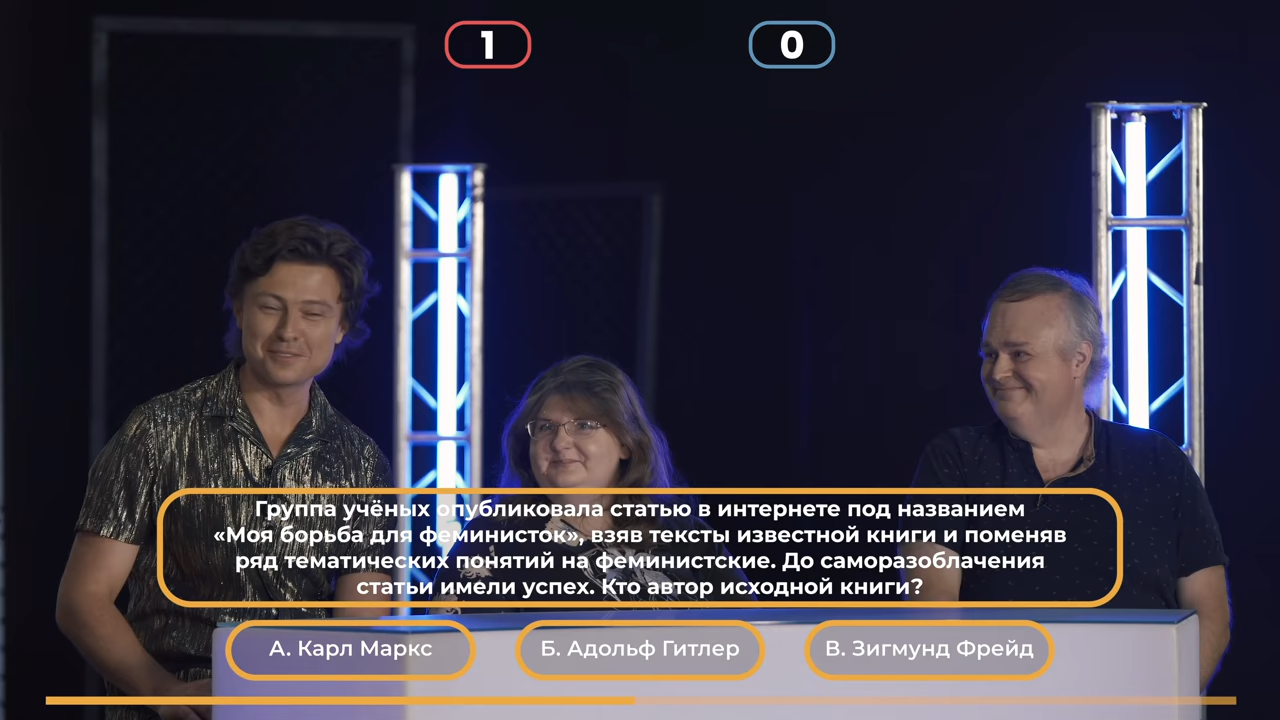 1
0
Группа учёных опубликовала статью в интернете под названием
«Моя борьба для феминисток», взяв тексты известной книги и поменяв
ряд тематических понятий на феминистские. До саморазоблачения
статьи имели успех. Кто автор исходной книги?
А. Карл Маркс
Б. Адольф Гитлер
В. Зигмунд Фрейд